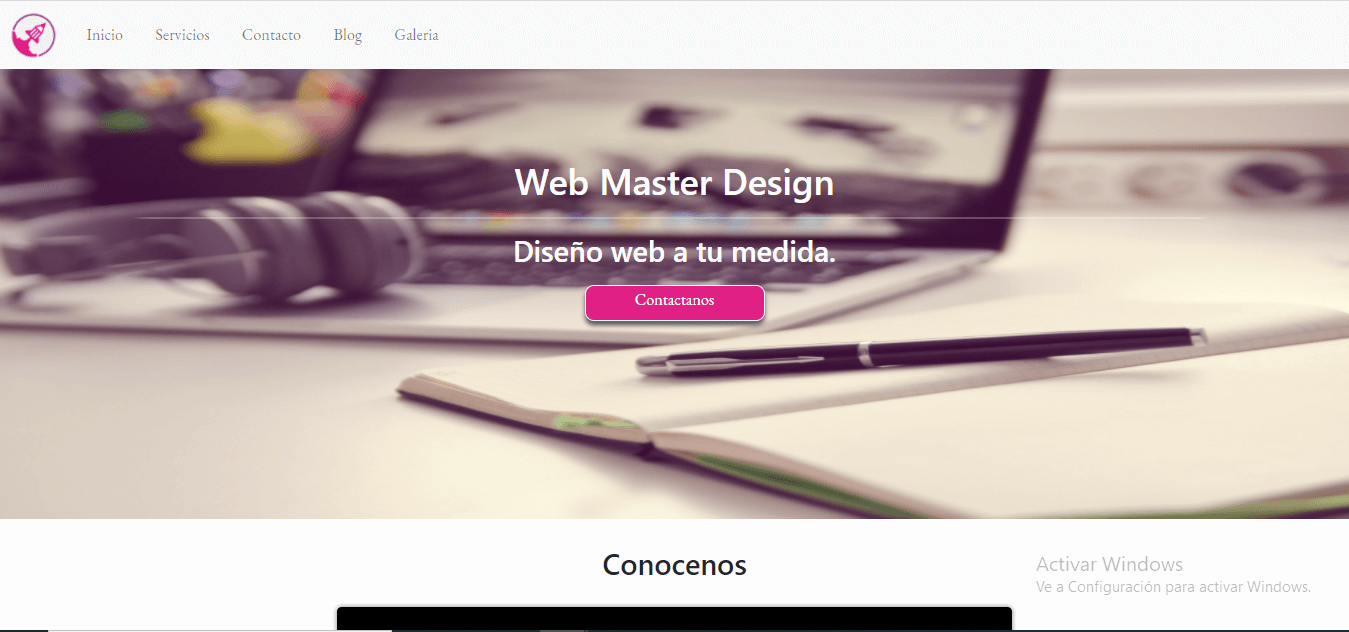 Inicio Servicios Contacto Blog Galeria
Web Master Design
Diseño web a tu medida.
Contactanos
Conocenos
Activar Windows
Ve a Configuración para activar Windows.